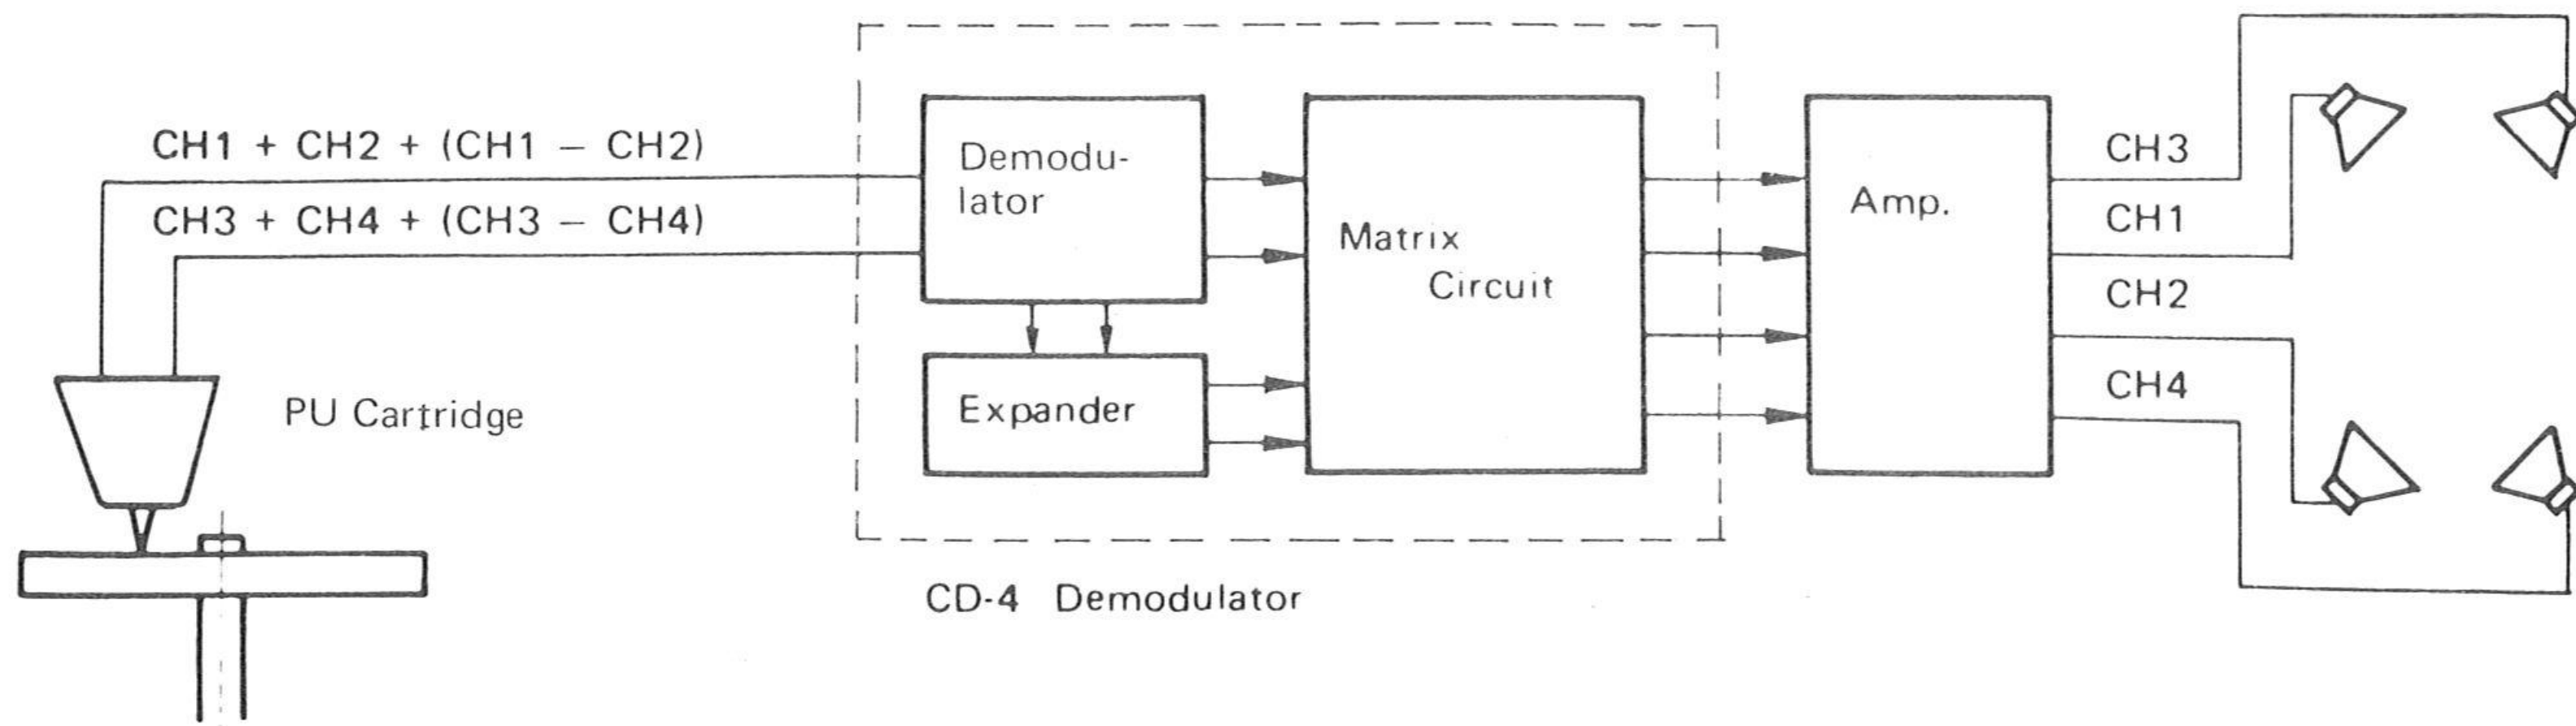 CH1 + CH2 + (CH1 – CH2)
CH3 + CH4 + (CH3 – CH4)
PU Cartridge
Demodu-
lator
Expander
Matrix
Circuit
CD-4 Demodulator
Amp.
CH3
CH1
CH2
CH4